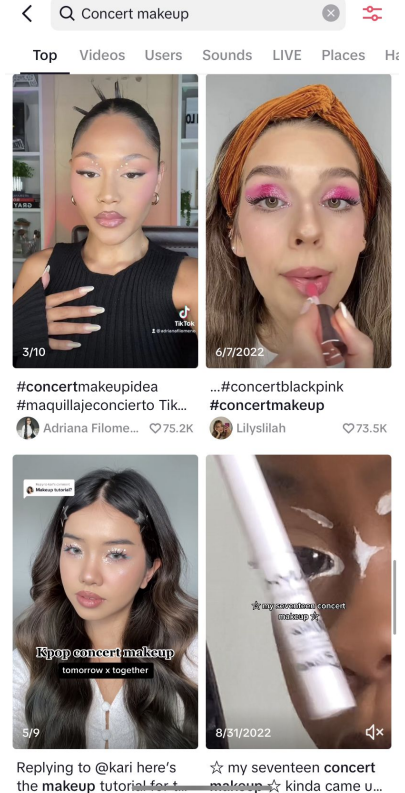 Concert makeup
Top Videos Users Sounds LIVE Places Ha
TikTok
@adrianafilomena
3/10
6/7/2022
#concertmakeupidea
#maquillajeconcierto Tik...
Adriana Filome... 75.2K
...#concertblackpink
#concertmakeup
Lilyslilah 73.5K
Makeup tutorial?
Kpop concert makeup
tomorrow x together
5/9
☆ my seventeen concert
makeup ☆
8/31/2022
Replying to @kari here's
the makeup tutorial for t...
☆ my seventeen concert
makeup ☆ kinda came u...